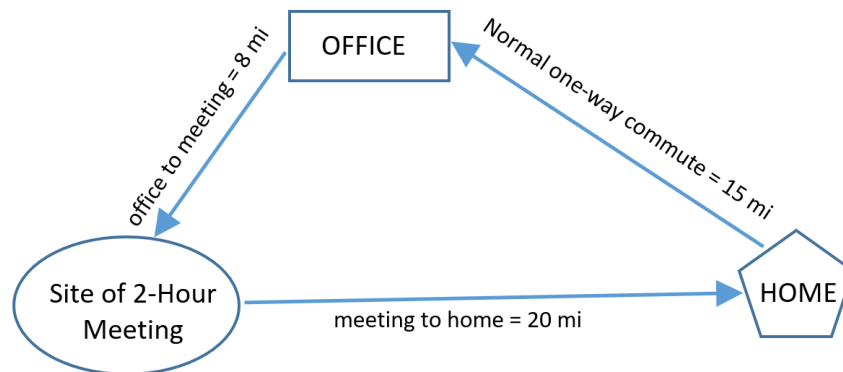 OFFICE
office to meeting = 8 mi
Normal one-way commute = 15 mi
Site of 2-Hour
Meeting
HOME
meeting to home = 20 mi